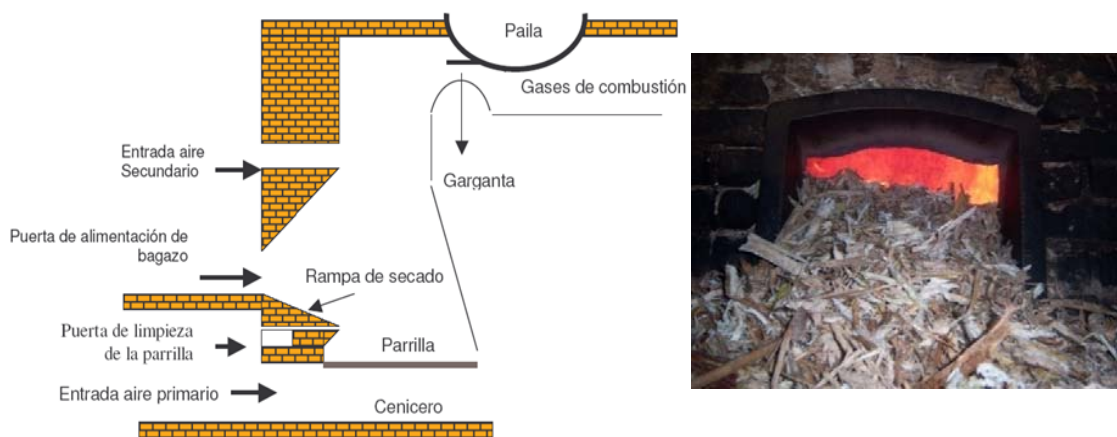 Paila
Gases de combustión
Entrada aire
Secundario
Garganta
Puerta de alimentación de
bagazo
Rampa de secado
Puerta de limpieza
de la parrilla
Parrilla
Entrada aire primario
Cenicero